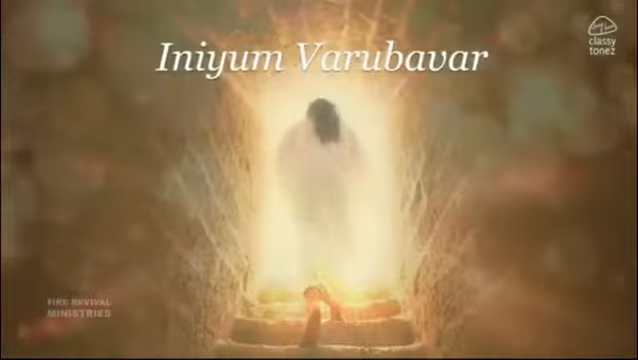 Iniyum Varubavar
classy
tonez
FIRE REVIVAL
MINISTRIES